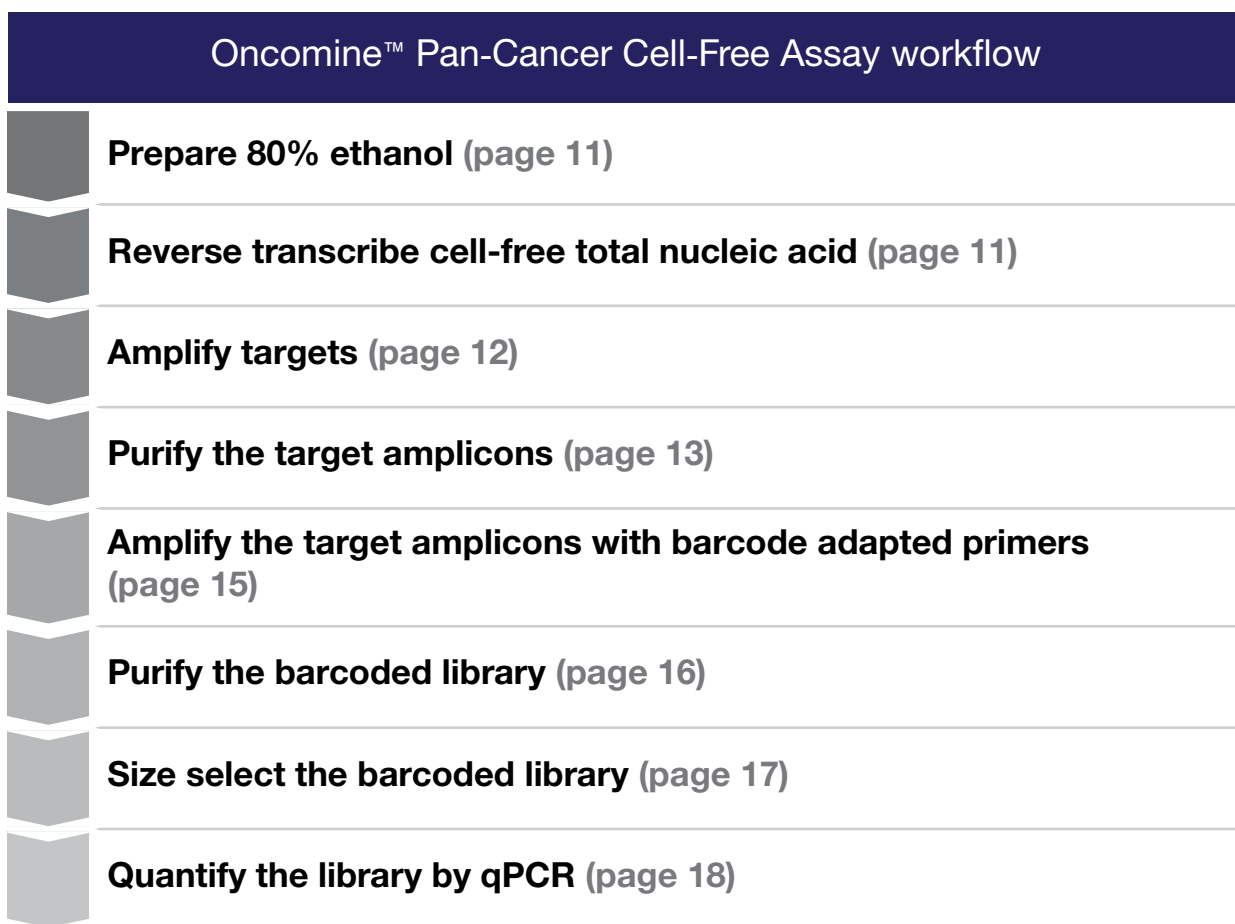 Oncomine™ Pan-Cancer Cell-Free Assay workflow
Prepare 80% ethanol (page 11)
Reverse transcribe cell-free total nucleic acid (page 11)
Amplify targets (page 12)
Purify the target amplicons (page 13)
Amplify the target amplicons with barcode adapted primers
(page 15)
Purify the barcoded library (page 16)
Size select the barcoded library (page 17)
Quantify the library by qPCR (page 18)